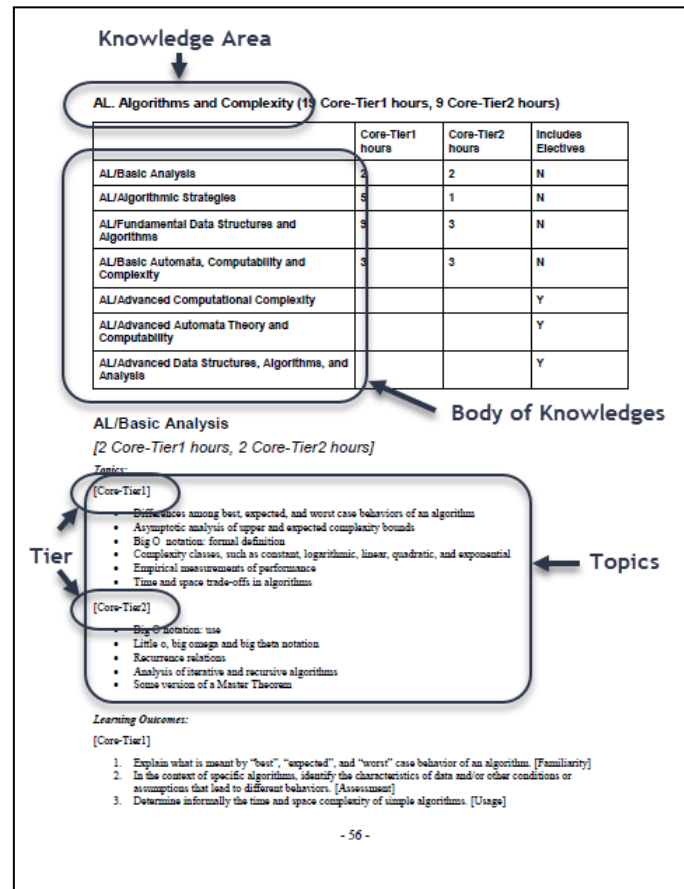 Knowledge Area
AL. Algorithms and Complexity (19 Core-Tier1 hours, 9 Core-Tier2 hours)
Core-Tier1 hours Core-Tier2 hours Includes Electives
AL/Basic Analysis 2 2 N
AL/Algorithmic Strategies 5 1 N
AL/Fundamental Data Structures and Algorithms 9 3 N
AL/Basic Automata, Computability and Complexity 3 3 N
AL/Advanced Computational Complexity Y
AL/Advanced Automata Theory and Computability Y
AL/Advanced Data Structures, Algorithms, and Analysis Y
Body of Knowledges
AL/Basic Analysis
[2 Core-Tier1 hours, 2 Core-Tier2 hours]
Topics:
[Core-Tier1]
• Differences among best, expected, and worst case behaviors of an algorithm
• Asymptotic analysis of upper and expected complexity bounds
• Big O notation: formal definition
• Complexity classes, such as constant, logarithmic, linear, quadratic, and exponential
• Empirical measurements of performance
• Time and space trade-offs in algorithms
Tier
Topics
[Core-Tier2]
• Big O notation: use
• Little o, big omega and big theta notation
• Recurrence relations
• Analysis of iterative and recursive algorithms
• Some version of a Master Theorem
Learning Outcomes:
[Core-Tier1]
1. Explain what is meant by “best”, “expected”, and “worst” case behavior of an algorithm. [Familiarity]
2. In the context of specific algorithms, identify the characteristics of data and/or other conditions or
assumptions that lead to different behaviors. [Assessment]
3. Determine informally the time and space complexity of simple algorithms. [Usage]
- 56 -